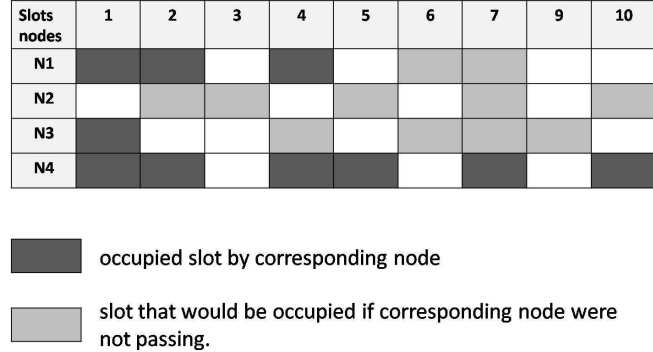 Slots nodes 1 2 3 4 5 6 7 9 10
N1
N2
N3
N4
occupied slot by corresponding node
slot that would be occupied if corresponding node were
not passing.